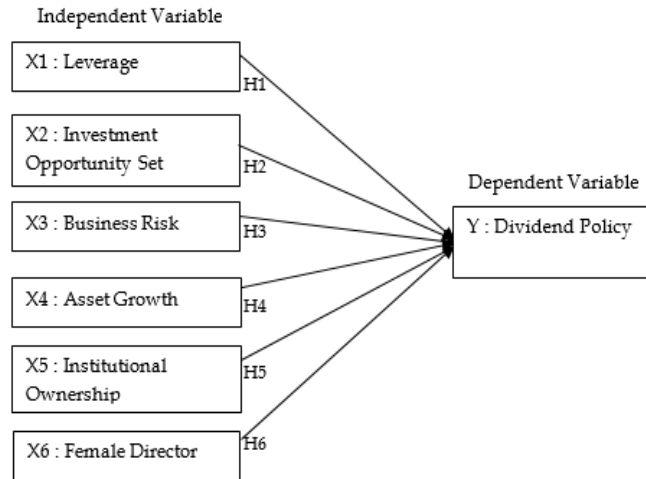 Independent Variable
X1 : Leverage
H1
X2 : Investment
Opportunity Set
H2
Dependent Variable
X3 : Business Risk
H3
Y : Dividend Policy
X4 : Asset Growth
H4
X5 : Institutional
Ownership
H5
X6 : Female Director
H6